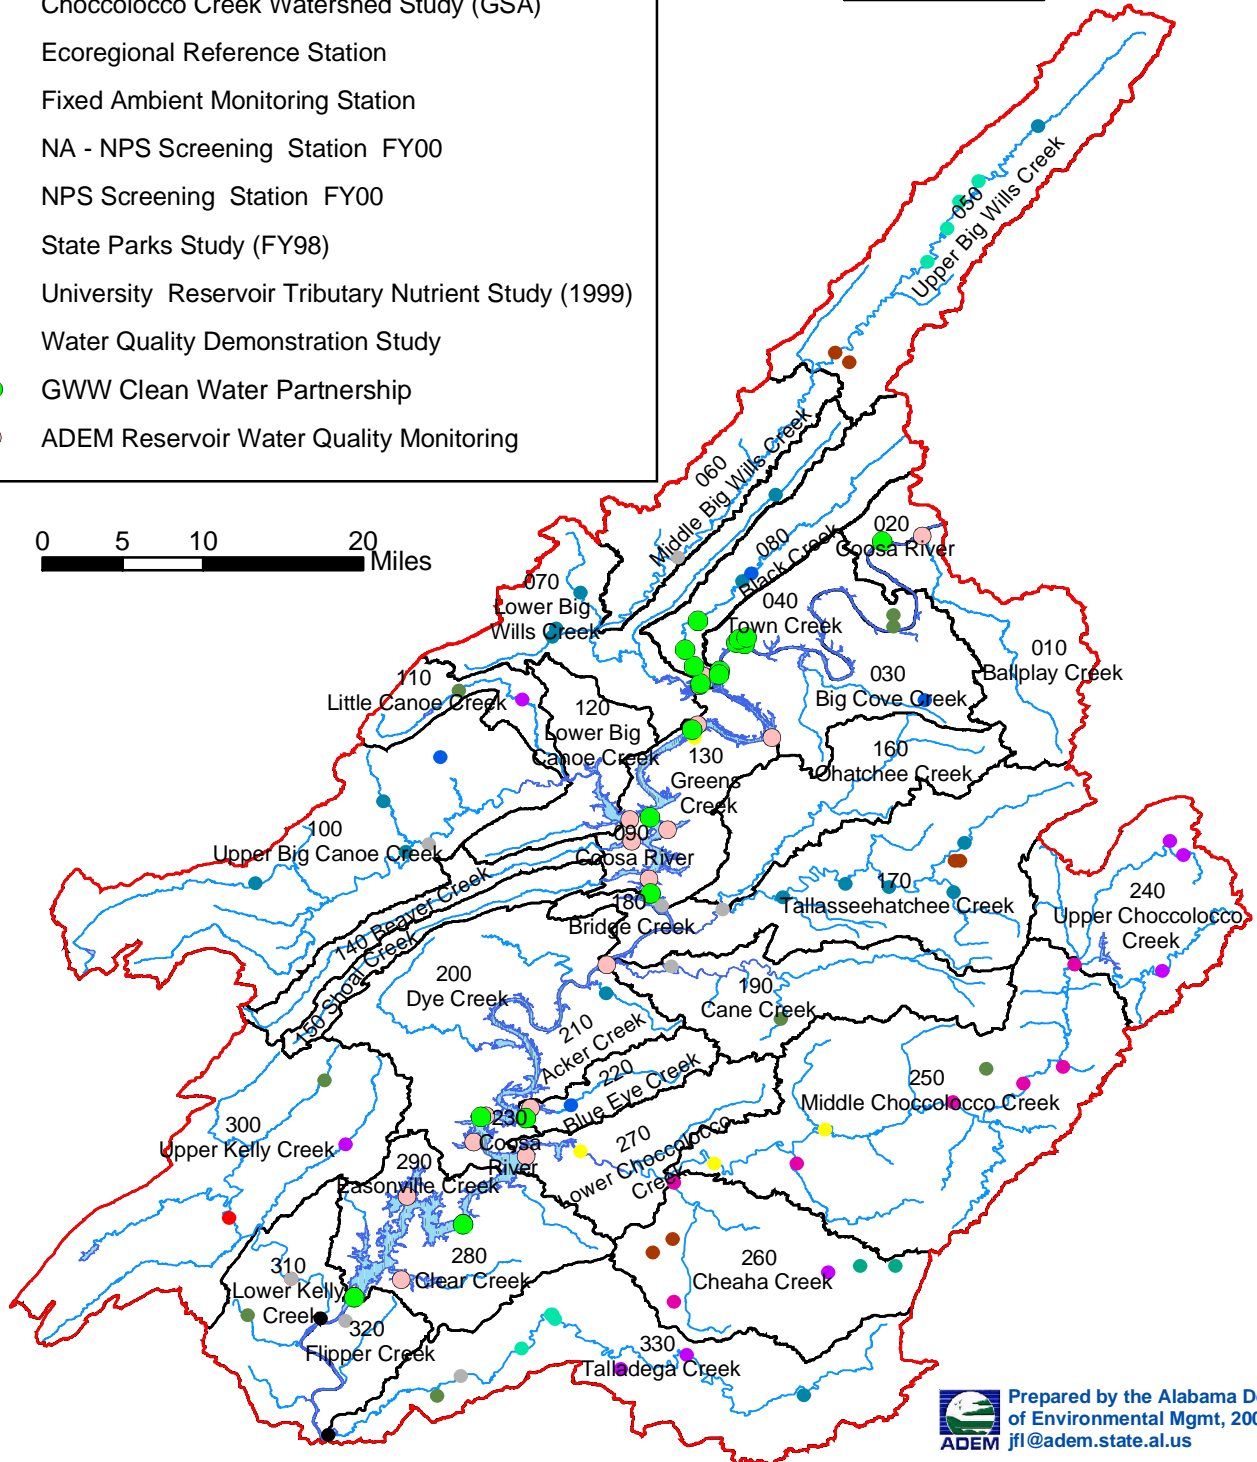 Choccolocco Creek Watershed Study (GSA)
Ecoregional Reference Station
Fixed Ambient Monitoring Station
NA - NPS Screening  Station  FY00
NPS Screening  Station  FY00
State Parks Study (FY98)
University  Reservoir Tributary Nutrient Study (1999)
Water Quality Demonstration Study
GWW Clean Water Partnership
ADEM Reservoir Water Quality Monitoring
0 5 10 20 Miles
050
Upper Big Wills Creek
060
Middle Big Wills Creek
080
Black Creek
020
Coosa River
070
Lower Big
Wills Creek
040
Town Creek
010
Ballplay Creek
030
Big Cove Creek
110
Little Canoe Creek
120
Lower Big
Canoe Creek
130
Greens
Creek
160
Ohatchee Creek
100
Upper Big Canoe Creek
090
Coosa River
140 Beaver Creek
150 Shoal Creek
180
Bridge Creek
170
Tallasseehatchee Creek
240
Upper Choccolocco
Creek
200
Dye Creek
190
Cane Creek
210
Acker Creek
220
Blue Eye Creek
250
Middle Choccolocco Creek
230
Coosa
River
270
Lower Choccolocco
Creek
300
Upper Kelly Creek
290
Easonville Creek
280
Clear Creek
260
Cheaha Creek
310
Lower Kelly
Creek
320
Flipper Creek
330
Talladega Creek
ADEM
Prepared by the Alabama D
of Environmental Mgmt, 200
jfl@adem.state.al.us